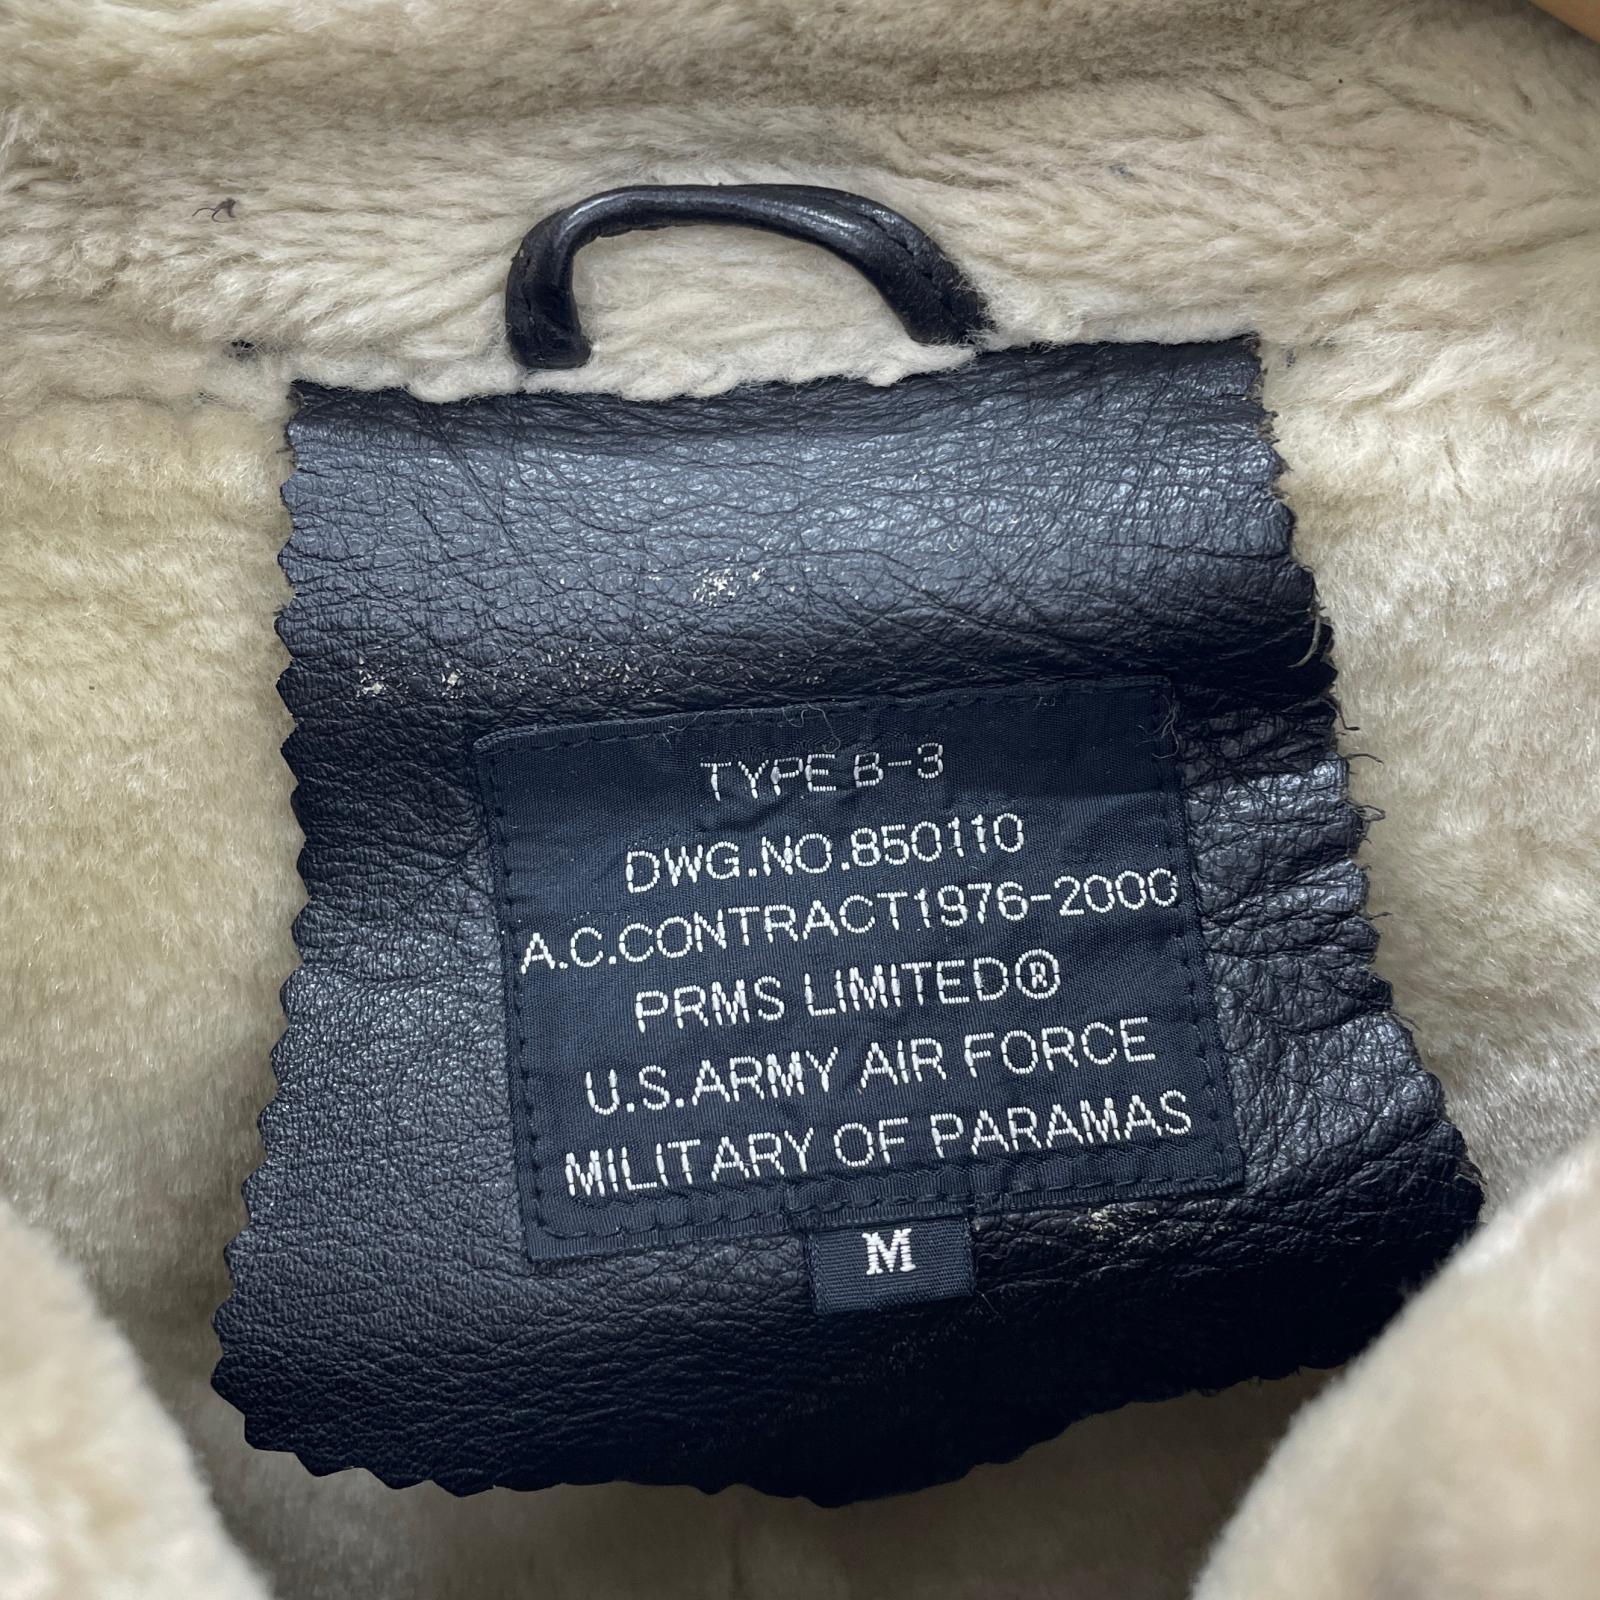 TYPE B-3
DWG.NO.850110
A.C.CONTRACT1976-2000
PRMS LIMITED®
U.S.ARMY AIR FORCE
MILITARY OF PARAMAS
M